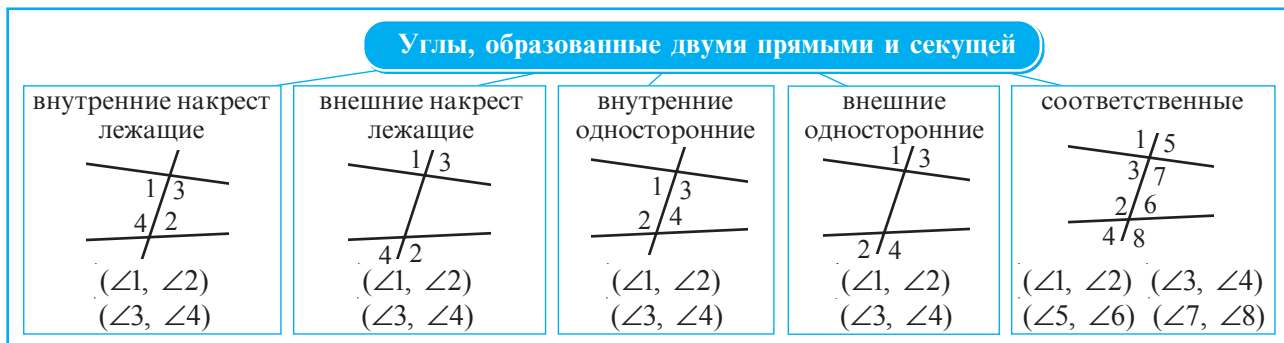 Углы, образованные двумя прямыми и секущей
внутренние накрест
лежащие
1 3
4 2
(∠1, ∠2)
(∠3, ∠4)
внешние накрест
лежащие
1 3
4 2
(∠1, ∠2)
(∠3, ∠4)
внутренние
односторонние
1 3
2 4
(∠1, ∠2)
(∠3, ∠4)
внешние
односторонние
1 3
2 4
(∠1, ∠2)
(∠3, ∠4)
соответственные
1 5
3 7
2 6
4 8
(∠1, ∠2) (∠3, ∠4)
(∠5, ∠6) (∠7, ∠8)